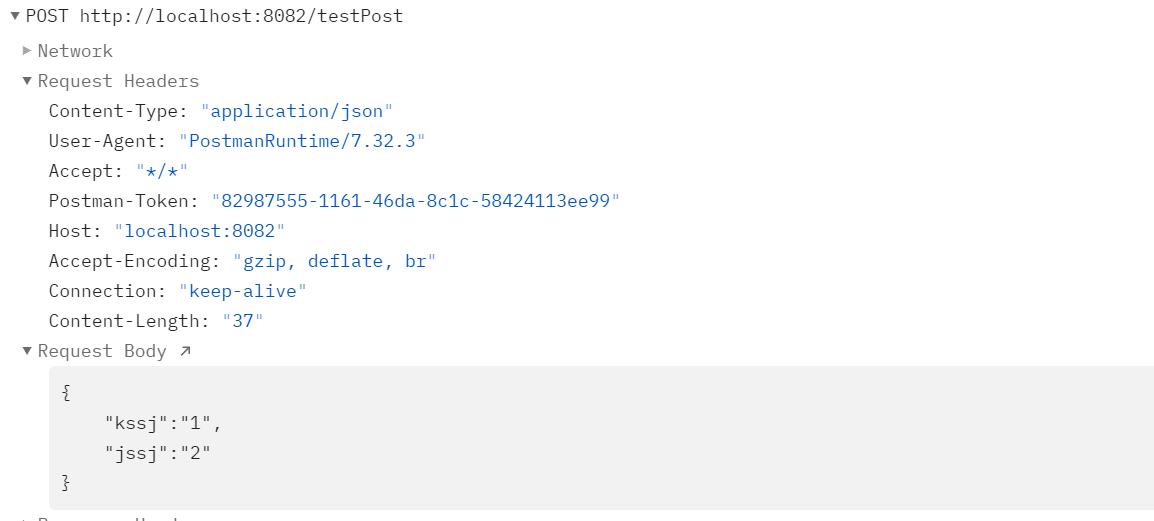 POST http://localhost:8082/testPost
Network
Request Headers
Content-Type: "application/json"
User-Agent: "PostmanRuntime/7.32.3"
Accept: "*/*"
Postman-Token: "82987555-1161-46da-8c1c-58424113ee99"
Host: "localhost:8082"
Accept-Encoding: "gzip, deflate, br"
Connection: "keep-alive"
Content-Length: "37"
Request Body ↗
{
    "kssj":"1",
    "jssj":"2"
}